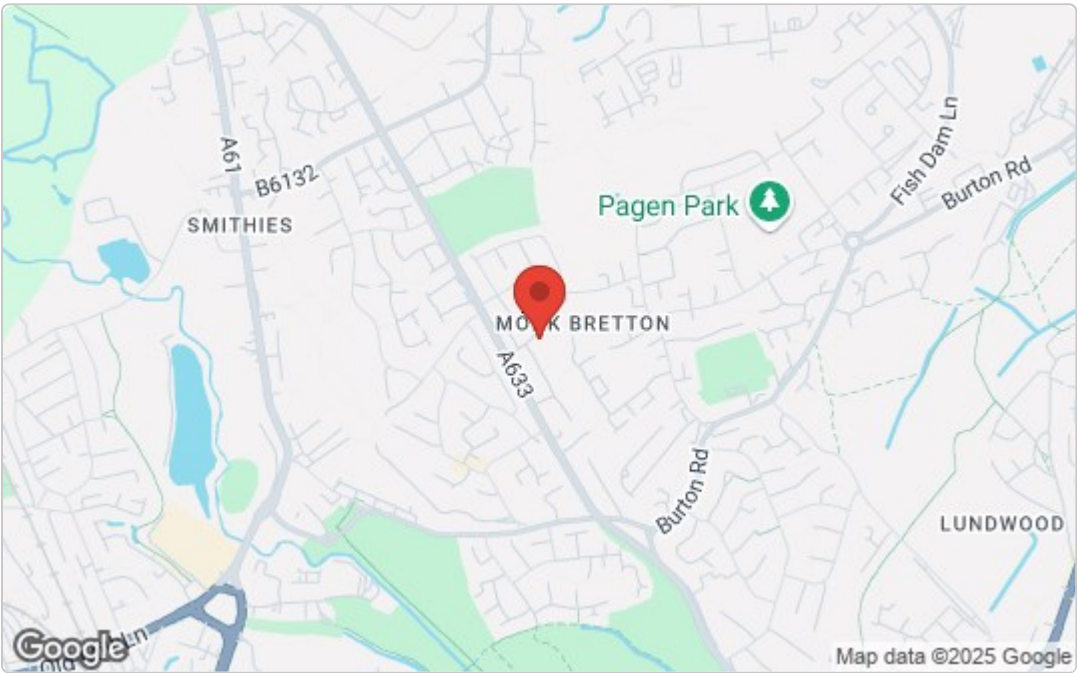 A61
B6132
SMITHIES
Pagen Park
Fish Dam Ln
Burton Rd
MONK BRETTON
A633
Burton Rd
LUNDWOOD
Ln
Google
Map data ©2025 Google